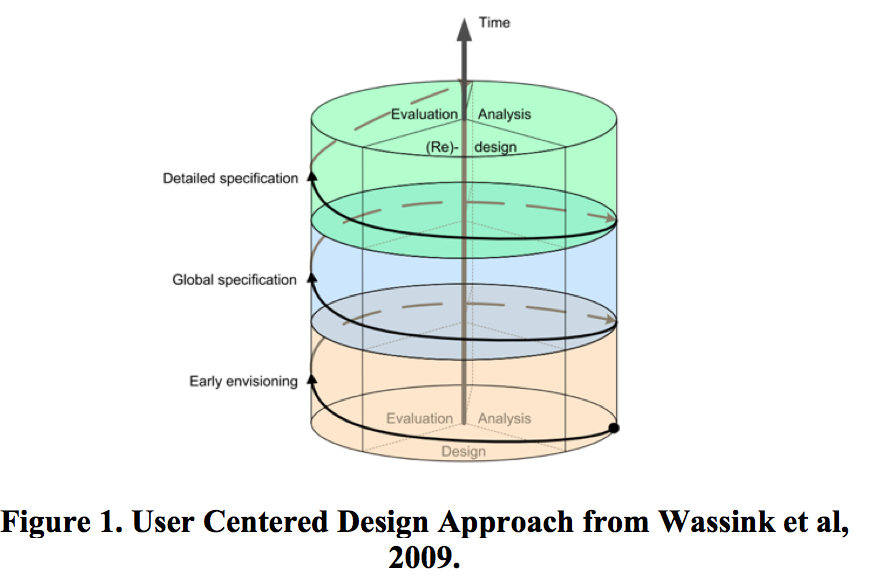 Time
Evaluation Analysis
(Re)- design
Detailed specification
Global specification
Early envisioning
Evaluation Analysis
Design
Figure 1. User Centered Design Approach from Wassink et al,
2009.